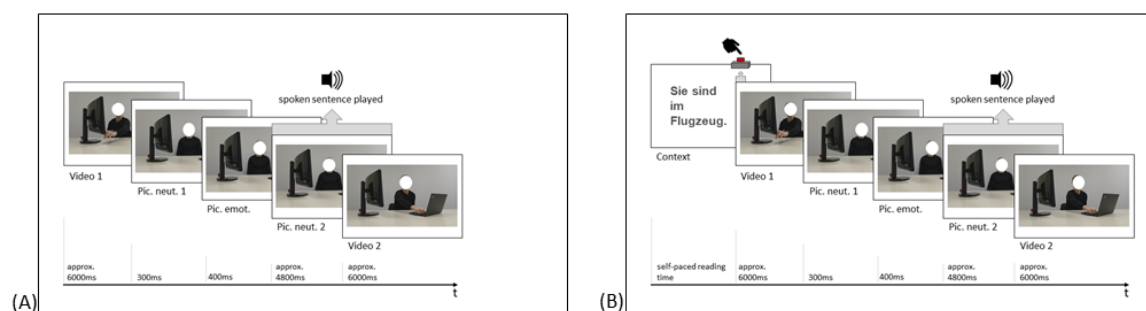 (A)
spoken sentence played
Video 1
Pic. neut. 1
Pic. emot.
Pic. neut. 2
Video 2
approx.
6000ms
300ms
400ms
approx.
4800ms
approx.
6000ms
t
(B)
Sie sind
im
Flugzeug.
Context
spoken sentence played
Video 1
Pic. neut. 1
Pic. emot.
Pic. neut. 2
Video 2
self-paced reading
time
approx.
6000ms
300ms
400ms
approx.
4800ms
approx.
6000ms
t